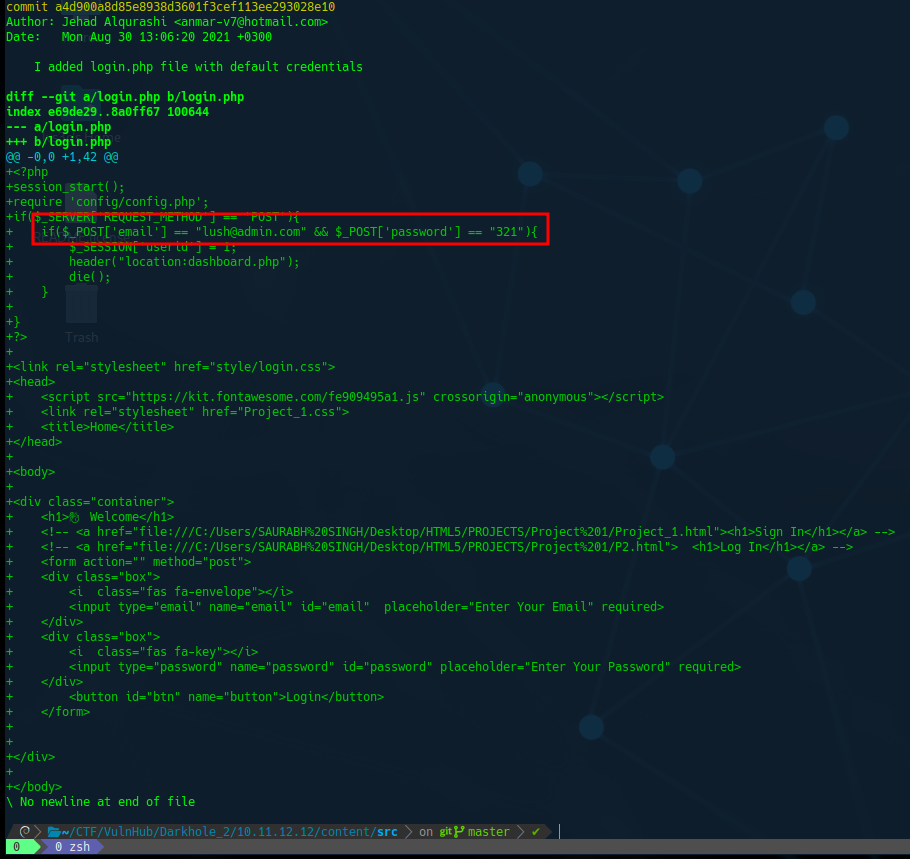 commit a4d900a8d85e8938d3601f3cef113ee293028e10
Author: Jehad Alqurashi <anmar-v7@hotmail.com>
Date:   Mon Aug 30 13:06:20 2021 +0300

    I added login.php file with default credentials

diff --git a/login.php b/login.php
index e69de29..8a0ff67 100644
--- a/login.php
+++ b/login.php
@@ -0,0 +1,42 @@
+<?php
+session_start();
+require 'config/config.php';
+if($_SERVER['REQUEST_METHOD'] == 'POST'){
+    if($_POST['email'] == "lush@admin.com" && $_POST['password'] == "321"){
+        $_SESSION['userid'] = 1;
+        header("location:dashboard.php");
+        die();
+    }
+
+}
+?>
Trash
+
+<link rel="stylesheet" href="style/login.css">
+<head>
+    <script src="https://kit.fontawesome.com/fe909495a1.js" crossorigin="anonymous"></script>
+    <link rel="stylesheet" href="Project_1.css">
+    <title>Home</title>
+</head>
+
+<body>
+
+<div class="container">
+    <h1> Welcome</h1>
+    <!-- <a href="file:///C:/Users/SAURABH%20SINGH/Desktop/HTML5/PROJECTS/Project%201/Project_1.html"><h1>Sign In</h1></a> -->
+    <!-- <a href="file:///C:/Users/SAURABH%20SINGH/Desktop/HTML5/PROJECTS/Project%201/P2.html">  <h1>Log In</h1></a> -->
+    <form action="" method="post">
+    <div class="box">
+        <i  class="fas fa-envelope"></i>
+        <input type="email" name="email" id="email"  placeholder="Enter Your Email" required>
+    </div>
+    <div class="box">
+        <i  class="fas fa-key"></i>
+        <input type="password" name="password" id="password" placeholder="Enter Your Password" required>
+    </div>
+        <button id="btn" name="button">Login</button>
+    </form>
+
+
+</div>
+
+</body>
\ No newline at end of file

~/CTF/VulnHub/Darkhole_2/10.11.12.12/content/src on git master ✔
0 0 zsh